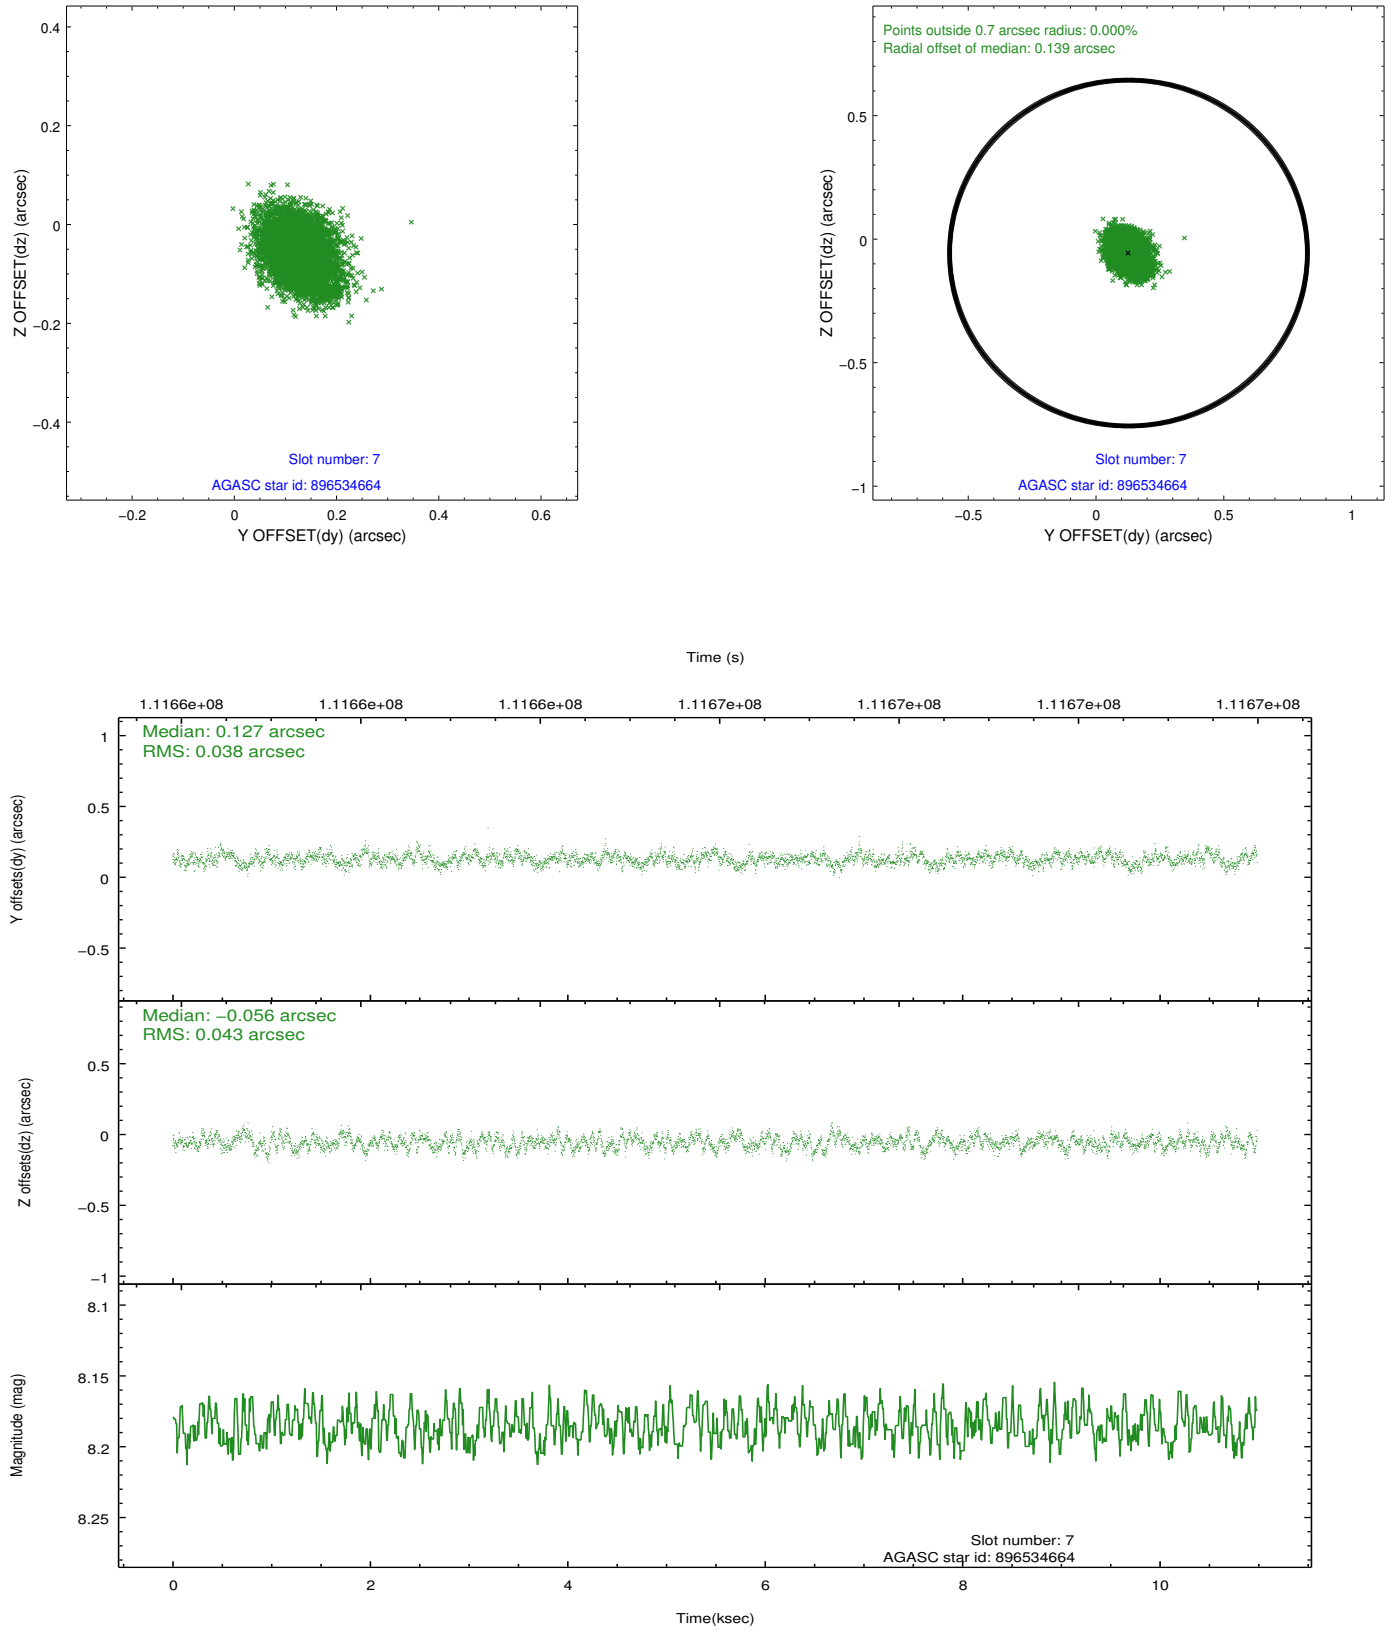 0.4
0.2
0
−0.2
−0.4
Z OFFSET(dz) (arcsec)
Slot number: 7
AGASC star id: 896534664
−0.2 0 0.2 0.4 0.6
Y OFFSET(dy) (arcsec)
Points outside 0.7 arcsec radius: 0.000%
Radial offset of median: 0.139 arcsec
0.5
0
−0.5
−1
Z OFFSET(dz) (arcsec)
Slot number: 7
AGASC star id: 896534664
−0.5 0 0.5 1
Y OFFSET(dy) (arcsec)
Time (s)
1.1166e+08 1.1166e+08 1.1166e+08 1.1167e+08 1.1167e+08 1.1167e+08 1.1167e+08
Median: 0.127 arcsec
RMS: 0.038 arcsec
1
0.5
0
−0.5
Y offsets(dy) (arcsec)
Median: −0.056 arcsec
RMS: 0.043 arcsec
0.5
0
−0.5
−1
Z offsets(dz) (arcsec)
8.1
8.15
8.2
8.25
Magnitude (mag)
Slot number: 7
AGASC star id: 896534664
0 2 4 6 8 10
Time(ksec)